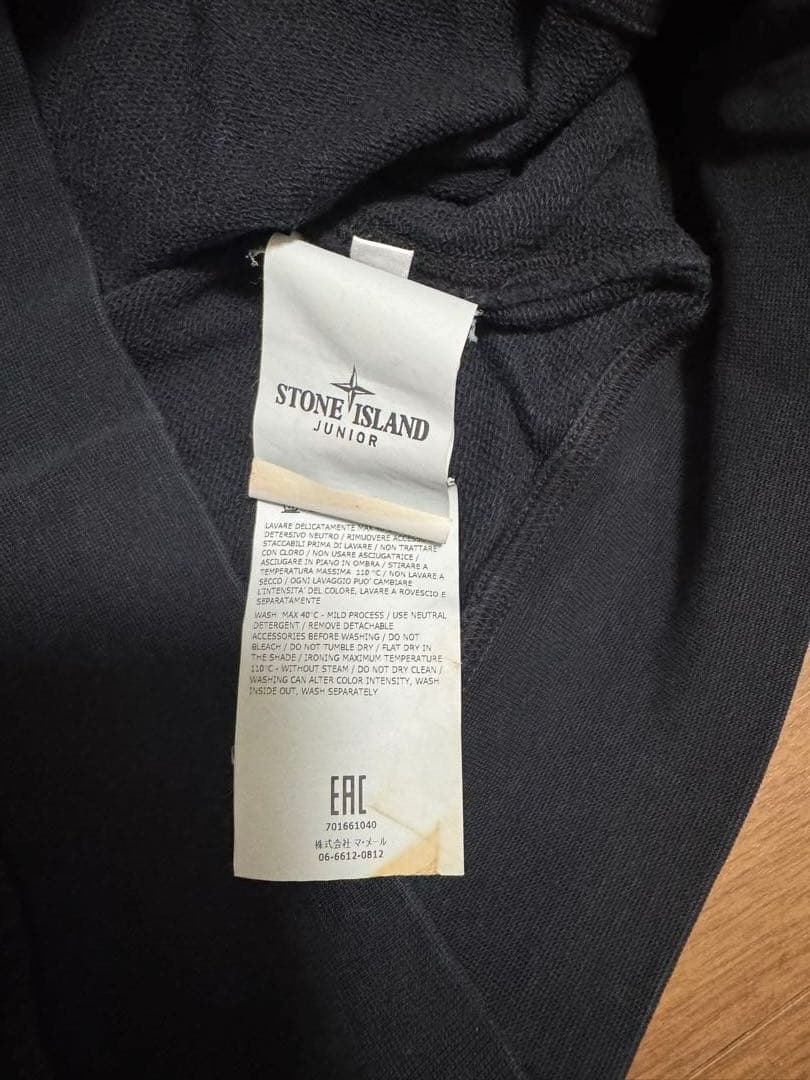 STONE ISLAND
JUNIOR
LAVARE DELICATAMENTE MAX
DETERSIVO NEUTRO / RIMUOVERE
STACCABILI PRIMA DI LAVARE / NON TRATTARE
CON CLORO / NON USARE ASCIUGATRICE /
ASCIUGARE IN PIANO IN OMBRA / STIRARE A
TEMPERATURA MASSIMA 110°C / NON LAVARE A
SECCO / OGNI LAVAGGIO PUO' CAMBIARE
L'INTENSITA' DEL COLORE, LAVARE A ROVESCIO E
SEPARATAMENTE
WASH MAX 40°C - MILD PROCESS / USE NEUTRAL
DETERGENT / REMOVE DETACHABLE
ACCESSORIES BEFORE WASHING / DO NOT
BLEACH / DO NOT TUMBLE DRY / FLAT DRY IN
THE SHADE / IRONING MAXIMUM TEMPERATURE
110°C - WITHOUT STEAM / DO NOT DRY CLEAN /
WASHING CAN ALTER COLOR INTENSITY, WASH
INSIDE OUT, WASH SEPARATELY
EAC
701661040
株式会社 マ・メール
06-6612-0812